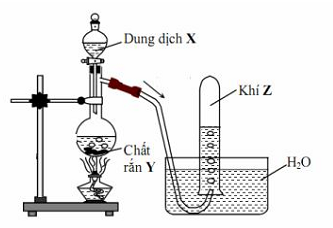 Dung dịch X
Khí Z
Chất
rắn Y
H₂O